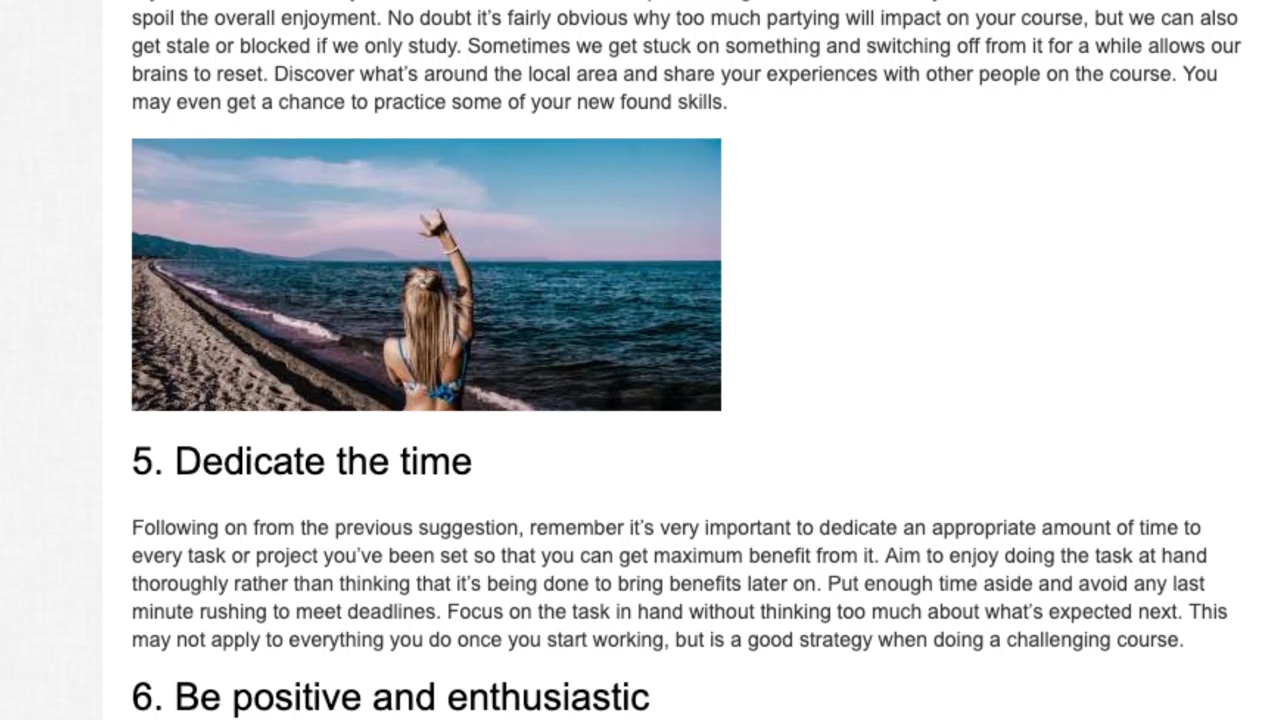 spoil the overall enjoyment. No doubt it’s fairly obvious why too much partying will impact on your course, but we can also
get stale or blocked if we only study. Sometimes we get stuck on something and switching off from it for a while allows our
brains to reset. Discover what’s around the local area and share your experiences with other people on the course. You
may even get a chance to practice some of your new found skills.
5. Dedicate the time
Following on from the previous suggestion, remember it’s very important to dedicate an appropriate amount of time to
every task or project you’ve been set so that you can get maximum benefit from it. Aim to enjoy doing the task at hand
thoroughly rather than thinking that it’s being done to bring benefits later on. Put enough time aside and avoid any last
minute rushing to meet deadlines. Focus on the task in hand without thinking too much about what’s expected next. This
may not apply to everything you do once you start working, but is a good strategy when doing a challenging course.
6. Be positive and enthusiastic